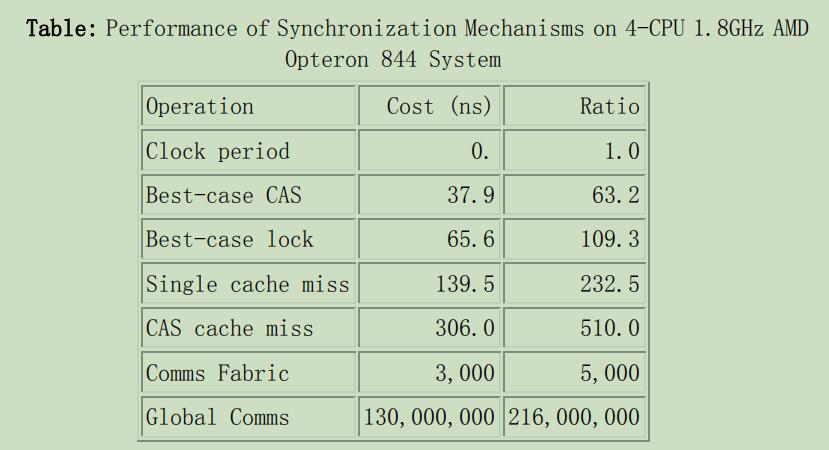 Table: Performance of Synchronization Mechanisms on 4-CPU 1.8GHz AMD
Opteron 844 System
Operation Cost (ns) Ratio
Clock period 0. 1.0
Best-case CAS 37.9 63.2
Best-case lock 65.6 109.3
Single cache miss 139.5 232.5
CAS cache miss 306.0 510.0
Comms Fabric 3,000 5,000
Global Comms 130,000,000 216,000,000